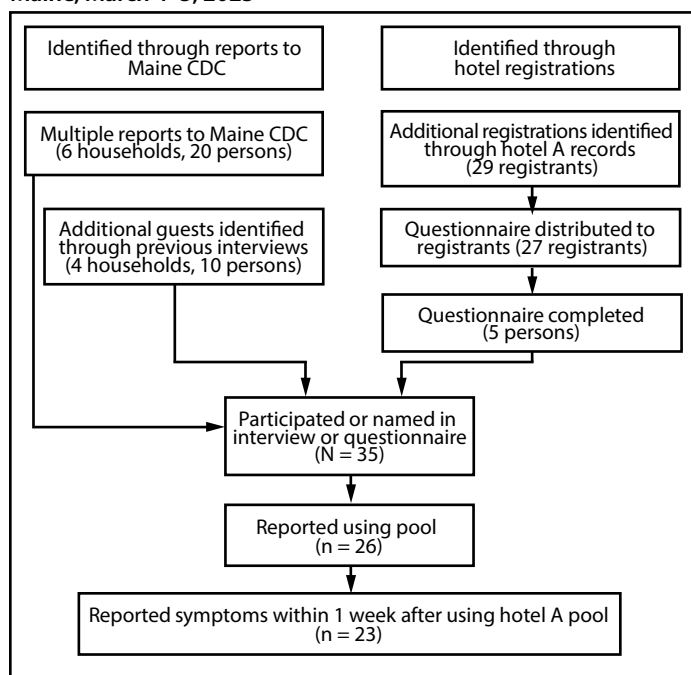 Identified through reports to
Maine CDC
Identified through
hotel registrations
Multiple reports to Maine CDC
(6 households, 20 persons)
Additional registrations identified
through hotel A records
(29 registrants)
Additional guests identified
through previous interviews
(4 households, 10 persons)
Questionnaire distributed to
registrants (27 registrants)
Questionnaire completed
(5 persons)
Participated or named in
interview or questionnaire
(N = 35)
Reported using pool
(n = 26)
Reported symptoms within 1 week after using hotel A pool
(n = 23)